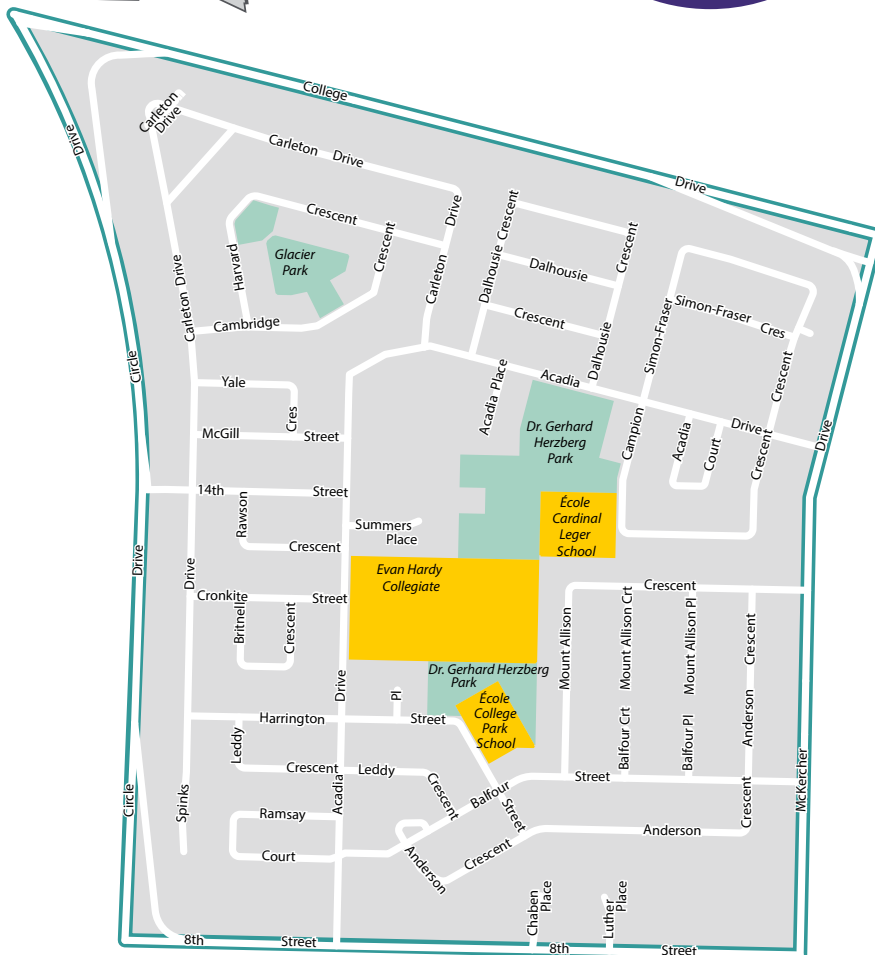 College
Drive
Drive
Carleton
Drive
Carleton Drive
Drive
Crescent
Crescent
Harvard
Glacier
Park
Carleton
Dalhousie Crescent
Crescent
Dalhousie
Crescent
Dalhousie
Carleton Drive
Cambridge
Simon-Fraser
Simon-Fraser
Cres
Crescent
Circle
Yale
Cres
McGill
Street
Acadia
Acadia Place
Drive
Campion
Acadia
Court
Crescent
Drive
Dr. Gerhard
Herzberg
Park
14th
Street
Rawson
Crescent
Summers
Place
École
Cardinal
Leger
School
Drive
Drive
Evan Hardy
Collegiate
Cronkite
Street
Britnell
Crescent
Crescent
Mount Allison
Mount Allison Crt
Mount Allison Pl
Crescent
Dr. Gerhard Herzberg
Park
Drive
Pl
École
College
Park
School
Harrington
Street
Leddy
Balfour Crt
Balfour Pl
Anderson
Crescent
Leddy
Crescent
Balfour
Street
Street
Crescent
McKercher
Circle
Spinks
Acadia
Ramsay
Court
Anderson
Crescent
Anderson
Chaben
Place
Luther
Place
8th
Street
8th
Street